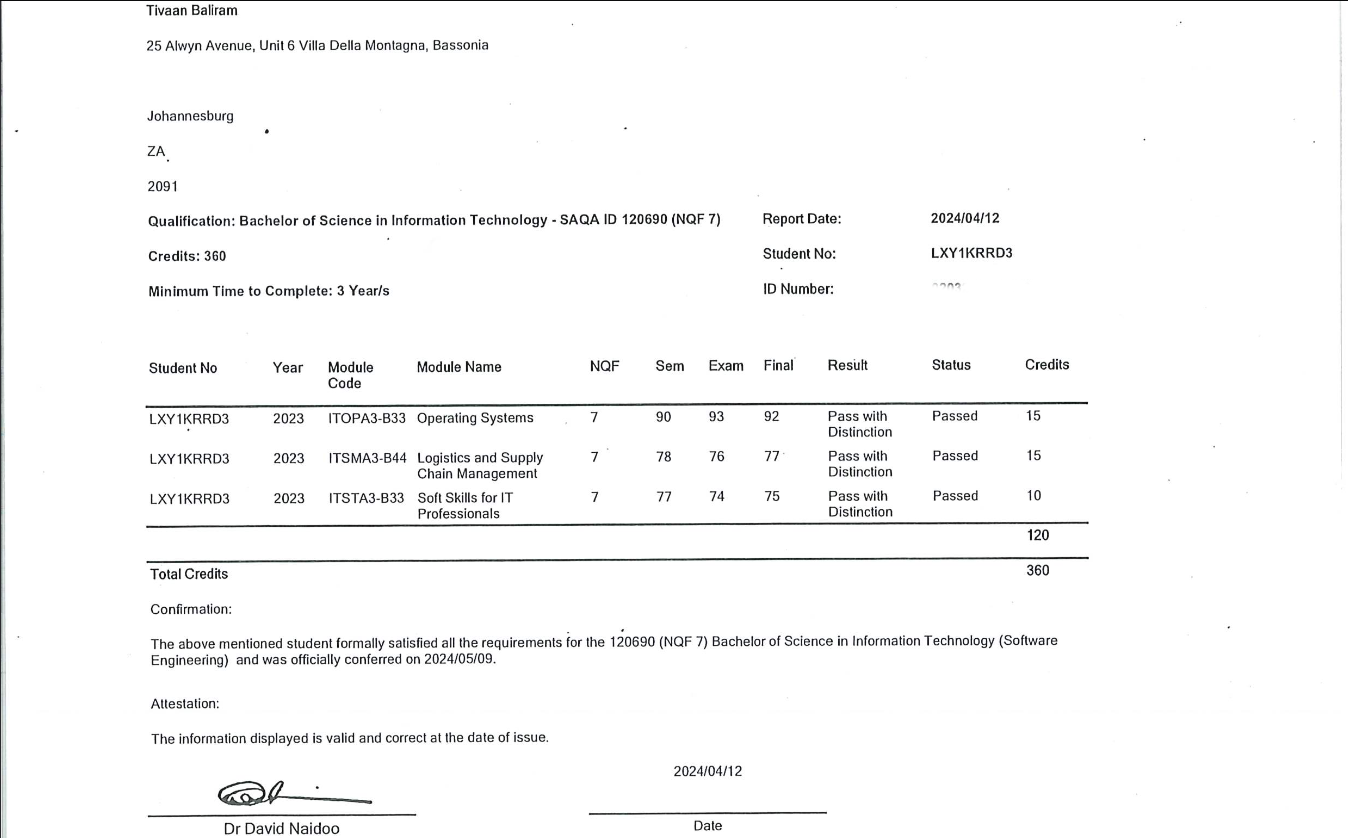 Tivaan Baliram
25 Alwyn Avenue, Unit 6 Villa Della Montagna, Bassonia
Johannesburg
ZA
2091
Qualification: Bachelor of Science in Information Technology - SAQA ID 120690 (NQF 7) Report Date: 2024/04/12
Credits: 360 Student No: LXY1KRRD3
Minimum Time to Complete: 3 Year/s ID Number:
Student No Year Module Code Module Name NQF Sem Exam Final Result Status Credits
LXY1KRRD3 2023 ITOPA3-B33 Operating Systems 7 90 93 92 Pass with Distinction Passed 15
LXY1KRRD3 2023 ITSMA3-B44 Logistics and Supply Chain Management 7 78 76 77 Pass with Distinction Passed 15
LXY1KRRD3 2023 ITSTA3-B33 Soft Skills for IT Professionals 7 77 74 75 Pass with Distinction Passed 10
120
Total Credits 360
Confirmation:
The above mentioned student formally satisfied all the requirements for the 120690 (NQF 7) Bachelor of Science in Information Technology (Software
Engineering) and was officially conferred on 2024/05/09.
Attestation:
The information displayed is valid and correct at the date of issue.
2024/04/12
Dr David Naidoo Date